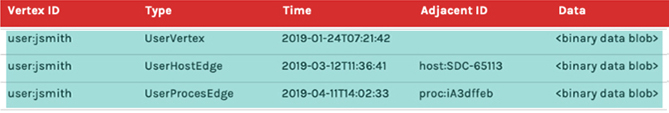 Vertex ID Type Time Adjacent ID Data
user:jsmith UserVertex 2019-01-24T07:21:42 <binary data blob>
user:jsmith UserHostEdge 2019-03-12T11:36:41 host:SDC-65113 <binary data blob>
user:jsmith UserProcesEdge 2019-04-11T14:02:33 proc:iA3dffeb <binary data blob>